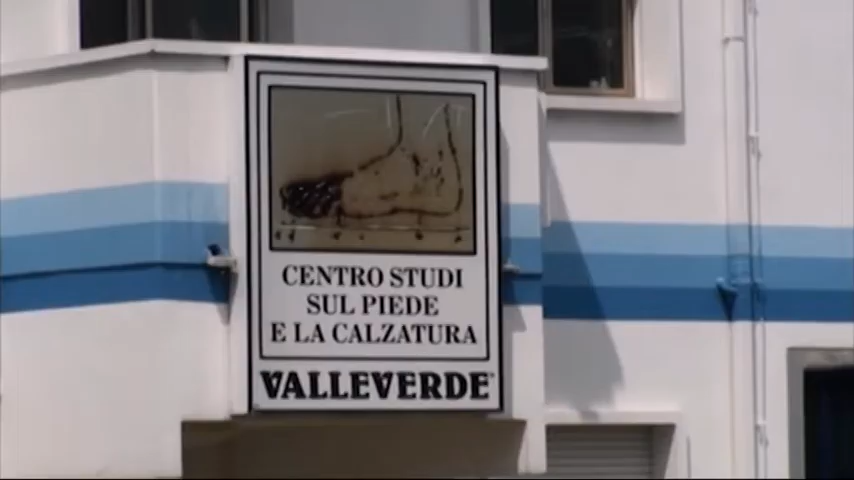 CENTRO STUDI
SUL PIEDE
E LA CALZATURA
VALLEVERDE